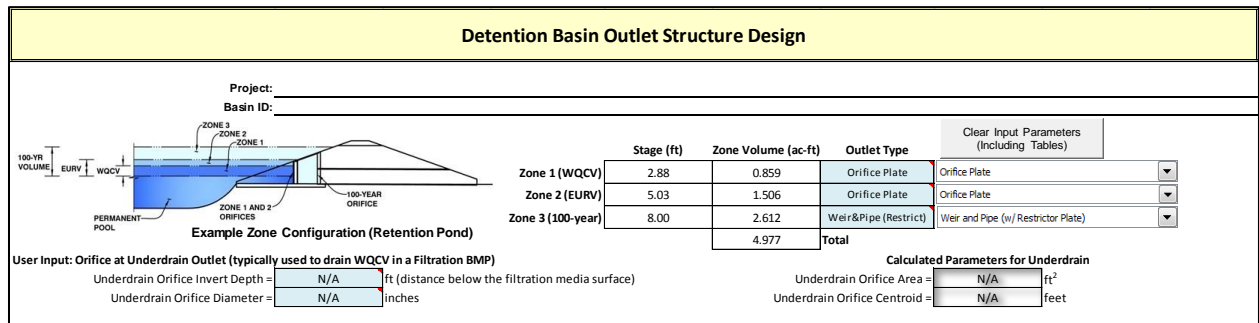 Detention Basin Outlet Structure Design
Project:
Basin ID:
ZONE 3
ZONE 2
ZONE 1
100-YR
VOLUME
EURV
WQCV
100-YEAR
ORIFICE
ZONE 1 AND 2
ORIFICES
PERMANENT
POOL
Example Zone Configuration (Retention Pond)
Clear Input Parameters
(Including Tables)
Stage (ft) Zone Volume (ac-ft) Outlet Type
Zone 1 (WQCV) 2.88 0.859 Orifice Plate Orifice Plate
Zone 2 (EURV) 5.03 1.506 Orifice Plate Orifice Plate
Zone 3 (100-year) 8.00 2.612 Weir&Pipe (Restrict) Weir and Pipe (w/ Restrictor Plate)
4.977 Total
User Input: Orifice at Underdrain Outlet (typically used to drain WQCV in a Filtration BMP)
Underdrain Orifice Invert Depth = N/A ft (distance below the filtration media surface)
Underdrain Orifice Diameter = N/A inches
Calculated Parameters for Underdrain
Underdrain Orifice Area = N/A ft²
Underdrain Orifice Centroid = N/A feet